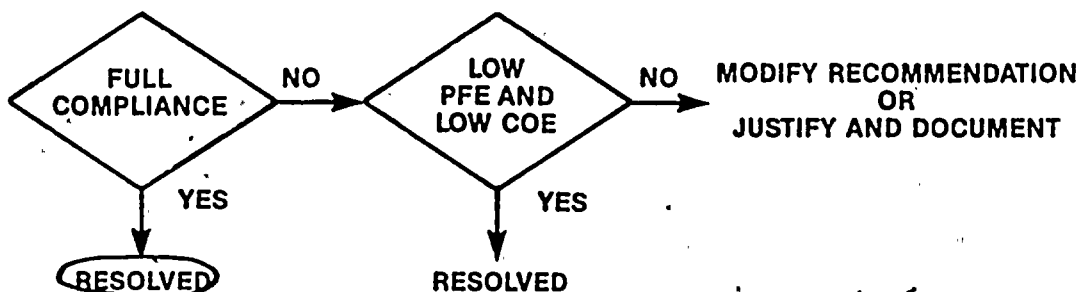 FULL
COMPLIANCE
NO
LOW
PFE AND
LOW COE
NO
MODIFY RECOMMENDATION
OR
JUSTIFY AND DOCUMENT
YES
YES
RESOLVED
RESOLVED